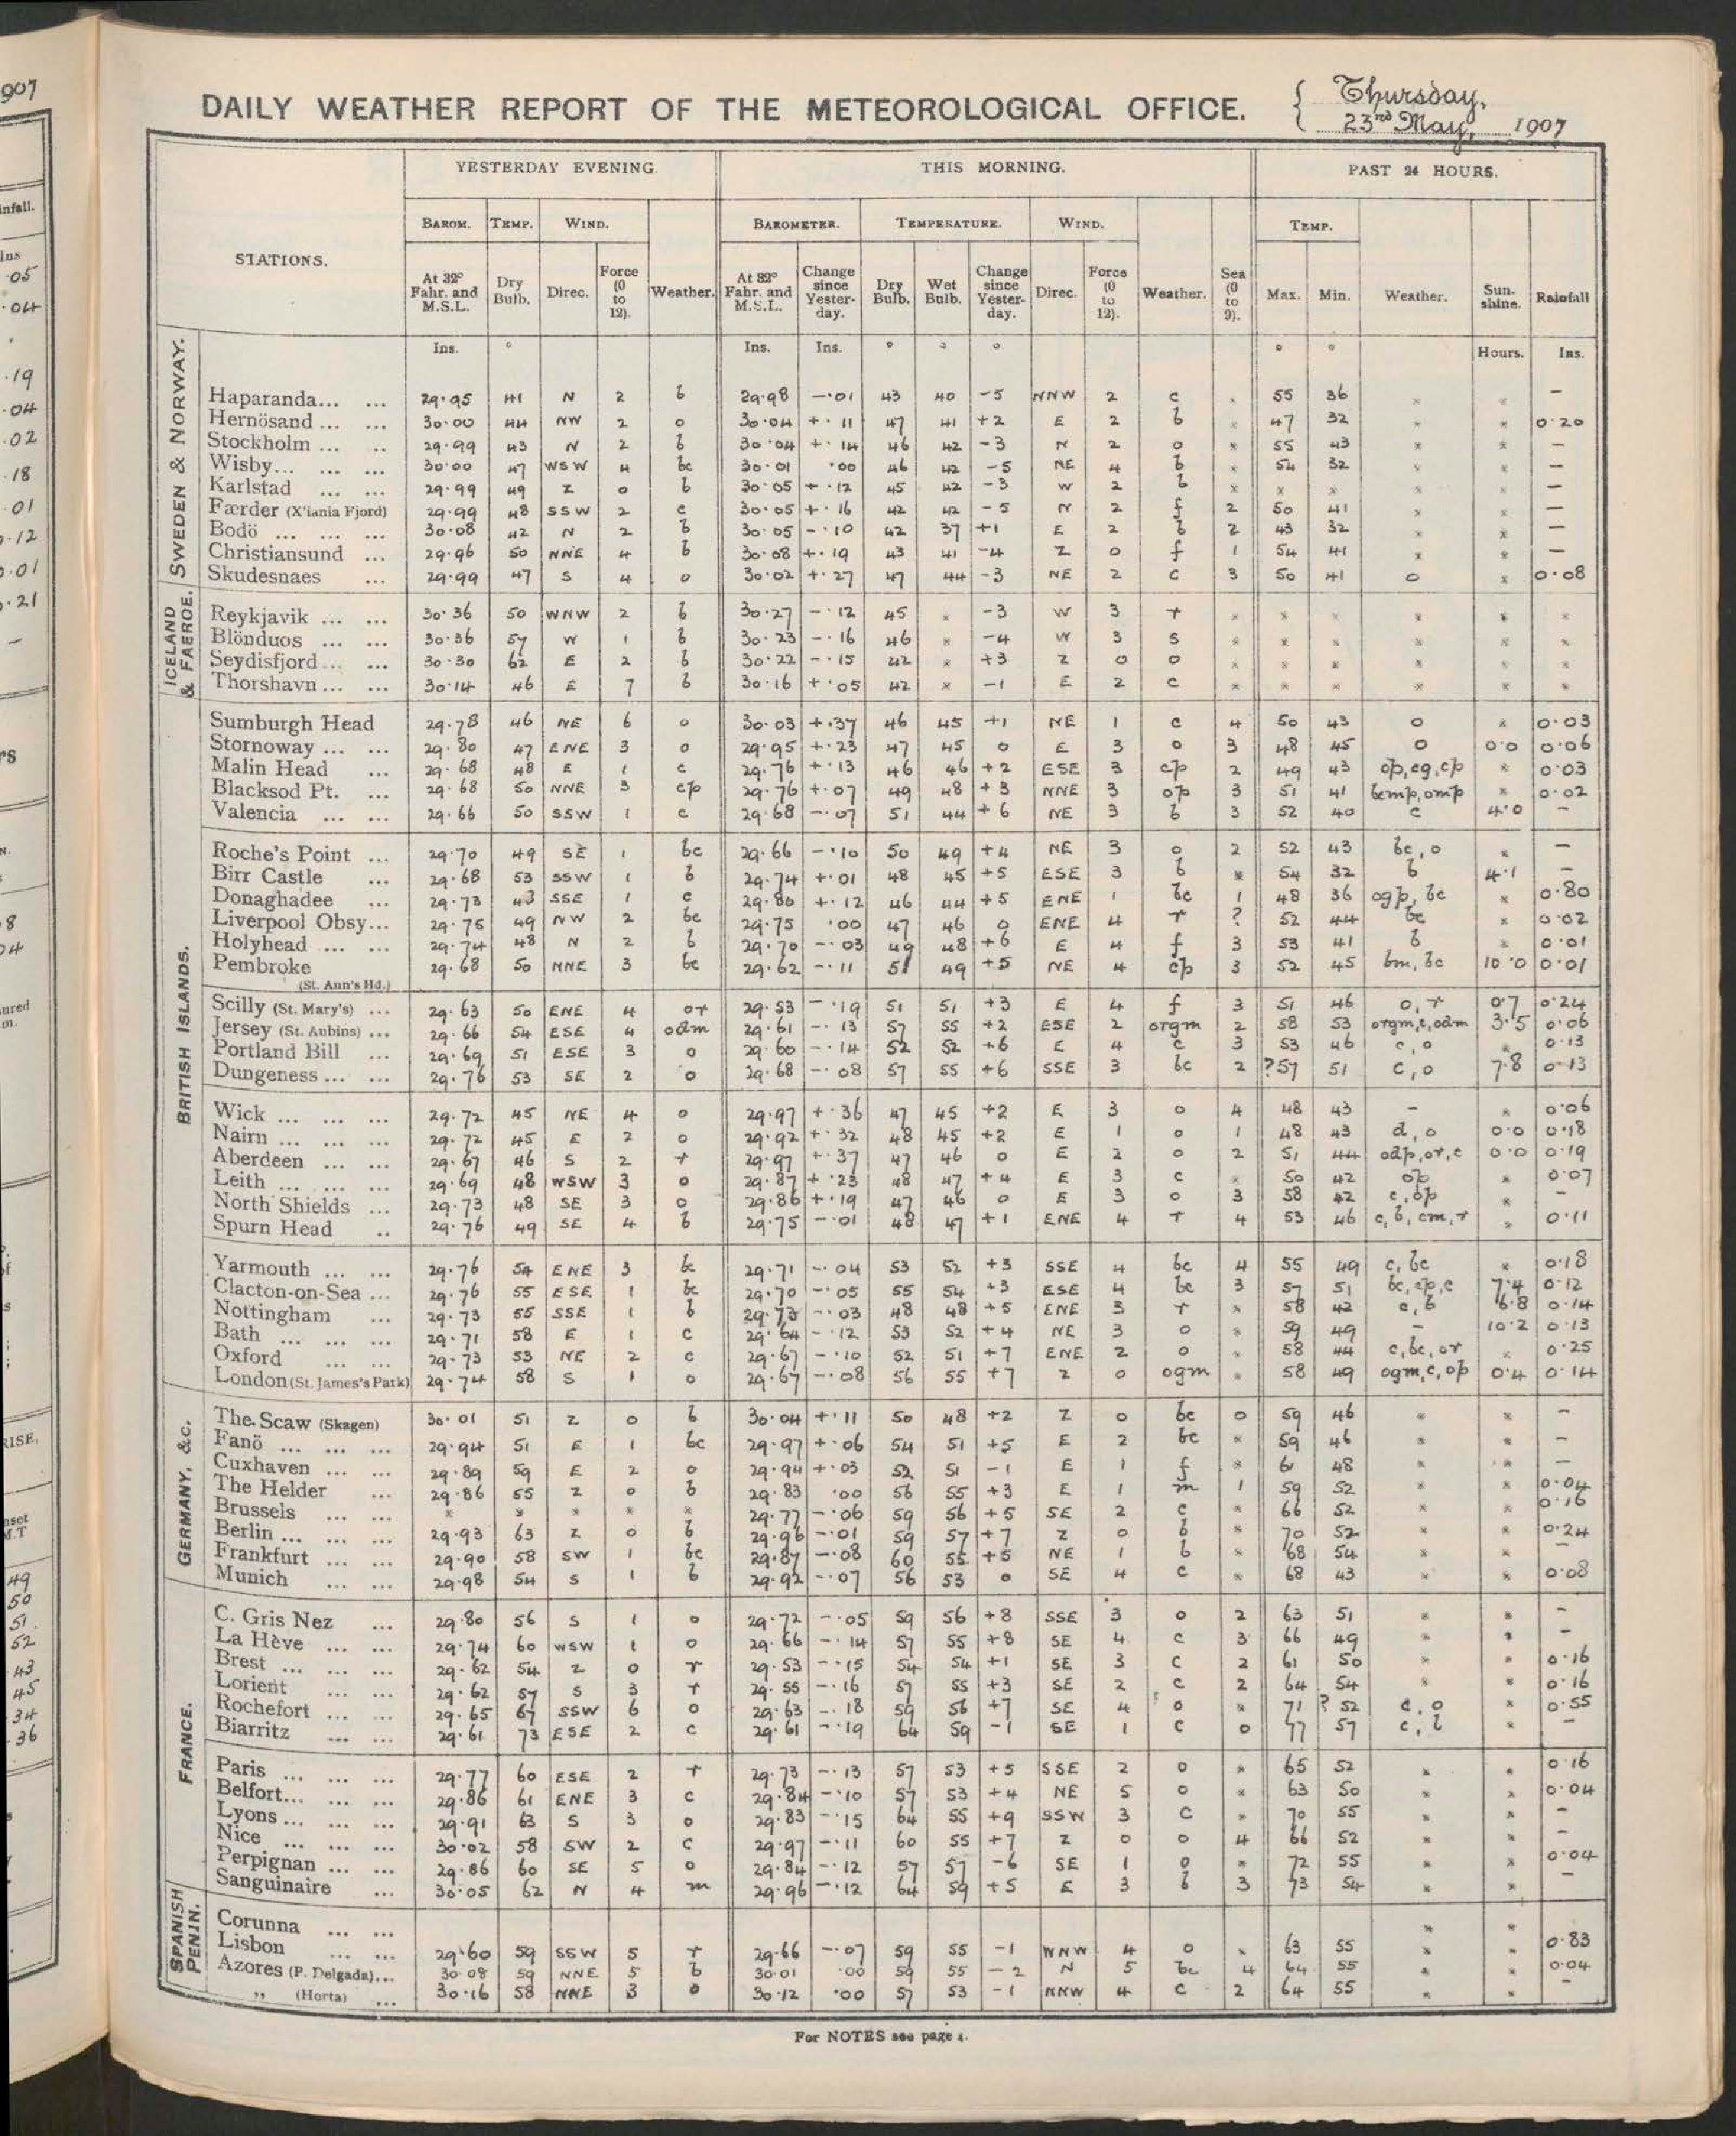 907
DAILY WEATHER REPORT OF THE METEOROLOGICAL OFFICE.
Thursday,
23rd May, 1907
YESTERDAY EVENING THIS MORNING. PAST 24 HOURS.
BAROM. TEMP. WIND. BAROMETER. TEMPERATURE. WIND. TEMP.
STATIONS. At 32° Fahr. and M.S.L. Dry Bulb. Direc. Force (0 to 12). Weather. At 32° Fahr. and M.S.L. Change since Yesterday. Dry Bulb. Wet Bulb. Change since Yesterday. Direc. Force (0 to 12). Weather. Sea (0 to 9). Max. Min. Weather. Sunshine. Rainfall
Ins. ° Ins. Ins. ° ° ° ° ° Hours. Ins.
SWEDEN & NORWAY.
Haparanda... ... 29.95 41 N 2 b 29.98 -.01 43 40 -5 NNW 2 c × 55 36 × × -
Hernösand ... ... 30.00 44 NW 2 o 30.04 +.11 47 41 +2 E 2 b × 47 32 × × 0.20
Stockholm ... .. 29.99 43 N 2 b 30.04 +.14 46 42 -3 N 2 o × 55 43 × × -
Wisby... ... ... 30.00 47 WSW 4 bc 30.01 .00 46 42 -5 NE 4 b × 54 32 × × -
Karlstad ... ... 29.99 49 Z 0 b 30.05 +.12 45 42 -3 W 2 b × × × × × -
Færder (X'iania Fjord) 29.99 48 SSW 2 c 30.05 +.16 42 42 -5 N 2 f 2 50 41 × × -
Bodö ... ... ... 30.08 42 N 2 b 30.05 -.10 42 37 +1 E 2 b 2 43 32 × × -
Christiansund ... 29.96 50 NNE 4 b 30.08 +.19 43 41 -4 Z 0 f 1 54 41 × × -
Skudesnaes ... 29.99 47 S 4 o 30.02 +.27 47 44 -3 NE 2 c 3 50 41 o × 0.08
ICELAND & FAEROE.
Reykjavik ... ... 30.36 50 WNW 2 b 30.27 -.12 45 × -3 W 3 r × × × × × ×
Blönduos ... ... 30.36 57 W 1 b 30.23 -.16 46 × -4 W 3 s × × × × × ×
Seydisfjord ... ... 30.30 62 E 2 b 30.22 -.15 42 × +3 Z 0 o × × × × × ×
Thorshavn ... ... 30.14 46 E 7 b 30.16 +.05 42 × -1 E 2 c × × × × × ×
BRITISH ISLANDS.
Sumburgh Head 29.78 46 NE 6 o 30.03 +.37 46 45 +1 NE 1 c 4 50 43 o × 0.03
Stornoway ... ... 29.80 47 ENE 3 o 29.95 +.23 47 45 0 E 3 o 3 48 45 o 0.0 0.06
Malin Head ... 29.68 48 E 1 c 29.76 +.13 46 46 +2 ESE 3 cp 2 49 43 op, cg, cp × 0.03
Blacksod Pt. ... 29.68 50 NNE 3 cp 29.76 +.07 49 48 +3 NNE 3 op 3 51 41 bcmp, omp × 0.02
Valencia ... ... 29.66 50 SSW 1 c 29.68 -.07 51 44 +6 NE 3 b 3 52 40 c 4.0 -
Roche's Point ... 29.70 49 SE 1 bc 29.66 -.10 50 49 +4 NE 3 o 2 52 43 bc, o × -
Birr Castle ... 29.68 53 SSW 1 b 29.74 +.01 48 45 +5 ESE 3 b × 54 32 b 4.1 -
Donaghadee ... 29.73 43 SSE 1 c 29.80 +.12 46 44 +5 ENE 1 bc 1 48 36 ogp, bc × 0.80
Liverpool Obsy... 29.75 49 NW 2 bc 29.75 .00 47 46 0 ENE 4 r ? 52 44 bc × 0.02
Holyhead ... ... 29.74 48 N 2 b 29.70 -.03 49 48 +6 E 4 f 3 53 41 b × 0.01
Pembroke (St. Ann's Hd.) 29.68 50 NNE 3 bc 29.62 -.11 51 49 +5 NE 4 cp 3 52 45 bm, bc 10.0 0.01
Scilly (St. Mary's) ... 29.63 50 ENE 4 or 29.53 -.19 51 51 +3 E 4 f 3 51 46 o, r 0.7 0.24
Jersey (St. Aubins) ... 29.66 54 ESE 4 odm 29.61 -.13 57 55 +2 ESE 2 orgm 2 58 53 orgm, c, odm 3.5 0.06
Portland Bill ... 29.69 51 ESE 3 o 29.60 -.14 52 52 +6 E 4 c 3 53 46 c, o × 0.13
Dungeness ... ... 29.76 53 SE 2 o 29.68 -.08 57 55 +6 SSE 3 bc 2 ?57 51 c, o 7.8 0.13
Wick ... ... ... 29.72 45 NE 4 o 29.97 +.36 47 45 +2 E 3 o 4 48 43 - × 0.06
Nairn ... ... ... 29.72 45 E 2 o 29.92 +.32 48 45 +2 E 1 o 1 48 43 d, o 0.0 0.18
Aberdeen ... ... 29.67 46 S 2 r 29.97 +.37 47 46 0 E 2 o 2 51 44 odp, or, c 0.0 0.19
Leith ... ... ... 29.69 48 WSW 3 o 29.87 +.23 48 47 +4 E 3 c × 50 42 op × 0.07
North Shields ... 29.73 48 SE 3 o 29.86 +.19 47 46 0 E 3 o 3 58 42 c, op × -
Spurn Head .. 29.76 49 SE 4 b 29.75 -.01 48 47 +1 ENE 4 r 4 53 46 c, b, cm, r × 0.11
Yarmouth ... ... 29.76 54 ENE 3 bc 29.71 -.04 53 52 +3 SSE 4 bc 4 55 49 c, bc × 0.18
Clacton-on-Sea ... 29.76 55 ESE 1 bc 29.70 -.05 55 54 +3 ESE 4 bc 3 57 51 bc, cp, c 7.4 0.12
Nottingham ... 29.73 55 SSE 1 b 29.73 -.03 48 48 +5 ENE 3 r × 58 42 c, b 6.8 0.14
Bath ... ... ... 29.71 58 E 1 c 29.64 -.12 53 52 +4 NE 3 o × 59 49 - 10.2 0.13
Oxford ... ... 29.73 53 NE 2 c 29.67 -.10 52 51 +7 ENE 2 o × 58 44 c, bc, or × 0.25
London (St. James's Park) 29.74 58 S 1 o 29.67 -.08 56 55 +7 Z 0 ogm × 58 49 ogm, c, op 0.4 0.14
GERMANY, &c.
The Scaw (Skagen) 30.01 51 Z 0 b 30.04 +.11 50 48 +2 Z 0 bc 0 59 46 × × -
Fanö ... ... ... 29.94 51 E 1 bc 29.97 +.06 54 51 +5 E 2 bc × 59 46 × × -
Cuxhaven ... ... 29.89 59 E 2 o 29.94 +.03 52 51 -1 E 1 f × 61 48 × × -
The Helder ... 29.86 55 Z 0 b 29.83 .00 56 55 +3 E 1 m 1 59 52 × × 0.04
Brussels ... ... × × × × × 29.77 -.06 59 56 +5 SE 2 c × 66 52 × × 0.16
Berlin ... ... ... 29.93 63 Z 0 b 29.96 -.01 59 57 +7 Z 0 b × 70 52 × × 0.24
Frankfurt ... ... 29.90 58 SW 1 bc 29.87 -.08 60 55 +5 NE 1 b × 68 54 × × -
Munich ... ... 29.98 54 S 1 b 29.92 -.07 56 53 0 SE 4 c × 68 43 × × 0.08
FRANCE.
C. Gris Nez ... 29.80 56 S 1 o 29.72 -.05 59 56 +8 SSE 3 o 2 63 51 × × -
La Hève ... ... 29.74 60 WSW 1 o 29.66 -.14 57 55 +8 SE 4 c 3 66 49 × × -
Brest ... ... ... 29.62 54 Z 0 r 29.53 -.15 54 54 +1 SE 3 c 2 61 50 × × 0.16
Lorient ... ... 29.62 57 S 3 r 29.55 -.16 57 55 +3 SE 2 c 2 64 54 × × 0.16
Rochefort ... ... 29.65 67 SSW 6 o 29.63 -.18 59 56 +7 SE 4 o × 71 ?52 c, o × 0.55
Biarritz ... ... 29.61 73 ESE 2 c 29.61 -.19 64 59 -1 SE 1 c 0 77 57 c, l × -
Paris ... ... ... 29.77 60 ESE 2 r 29.73 -.13 57 53 +5 SSE 2 o × 65 52 × × 0.16
Belfort... ... ... 29.86 61 ENE 3 c 29.84 -.10 57 53 +4 NE 5 o × 63 50 × × 0.04
Lyons ... ... ... 29.91 63 S 3 o 29.83 -.15 64 55 +9 SSW 3 c × 70 55 × × -
Nice ... ... ... 30.02 58 SW 2 c 29.97 -.11 60 55 +7 Z 0 o 4 66 52 × × -
Perpignan ... ... 29.86 60 SE 5 o 29.84 -.12 57 57 -6 SE 1 o × 72 55 × × 0.04
Sanguinaire ... 30.05 62 N 4 m 29.96 -.12 64 59 +5 E 3 b 3 73 54 × × -
SPANISH PENIN.
Corunna ... ... × ×
Lisbon ... ... 29.60 59 SSW 5 r 29.66 -.07 59 55 -1 WNW 4 o × 63 55 × × 0.83
Azores (P. Delgada)... 30.08 59 NNE 5 b 30.01 .00 59 55 -2 N 5 bc 4 64 55 × × 0.04
" (Horta) ... 30.16 58 NNE 3 o 30.12 .00 57 53 -1 NNW 4 c 2 64 55 × × -
For NOTES see page 4.